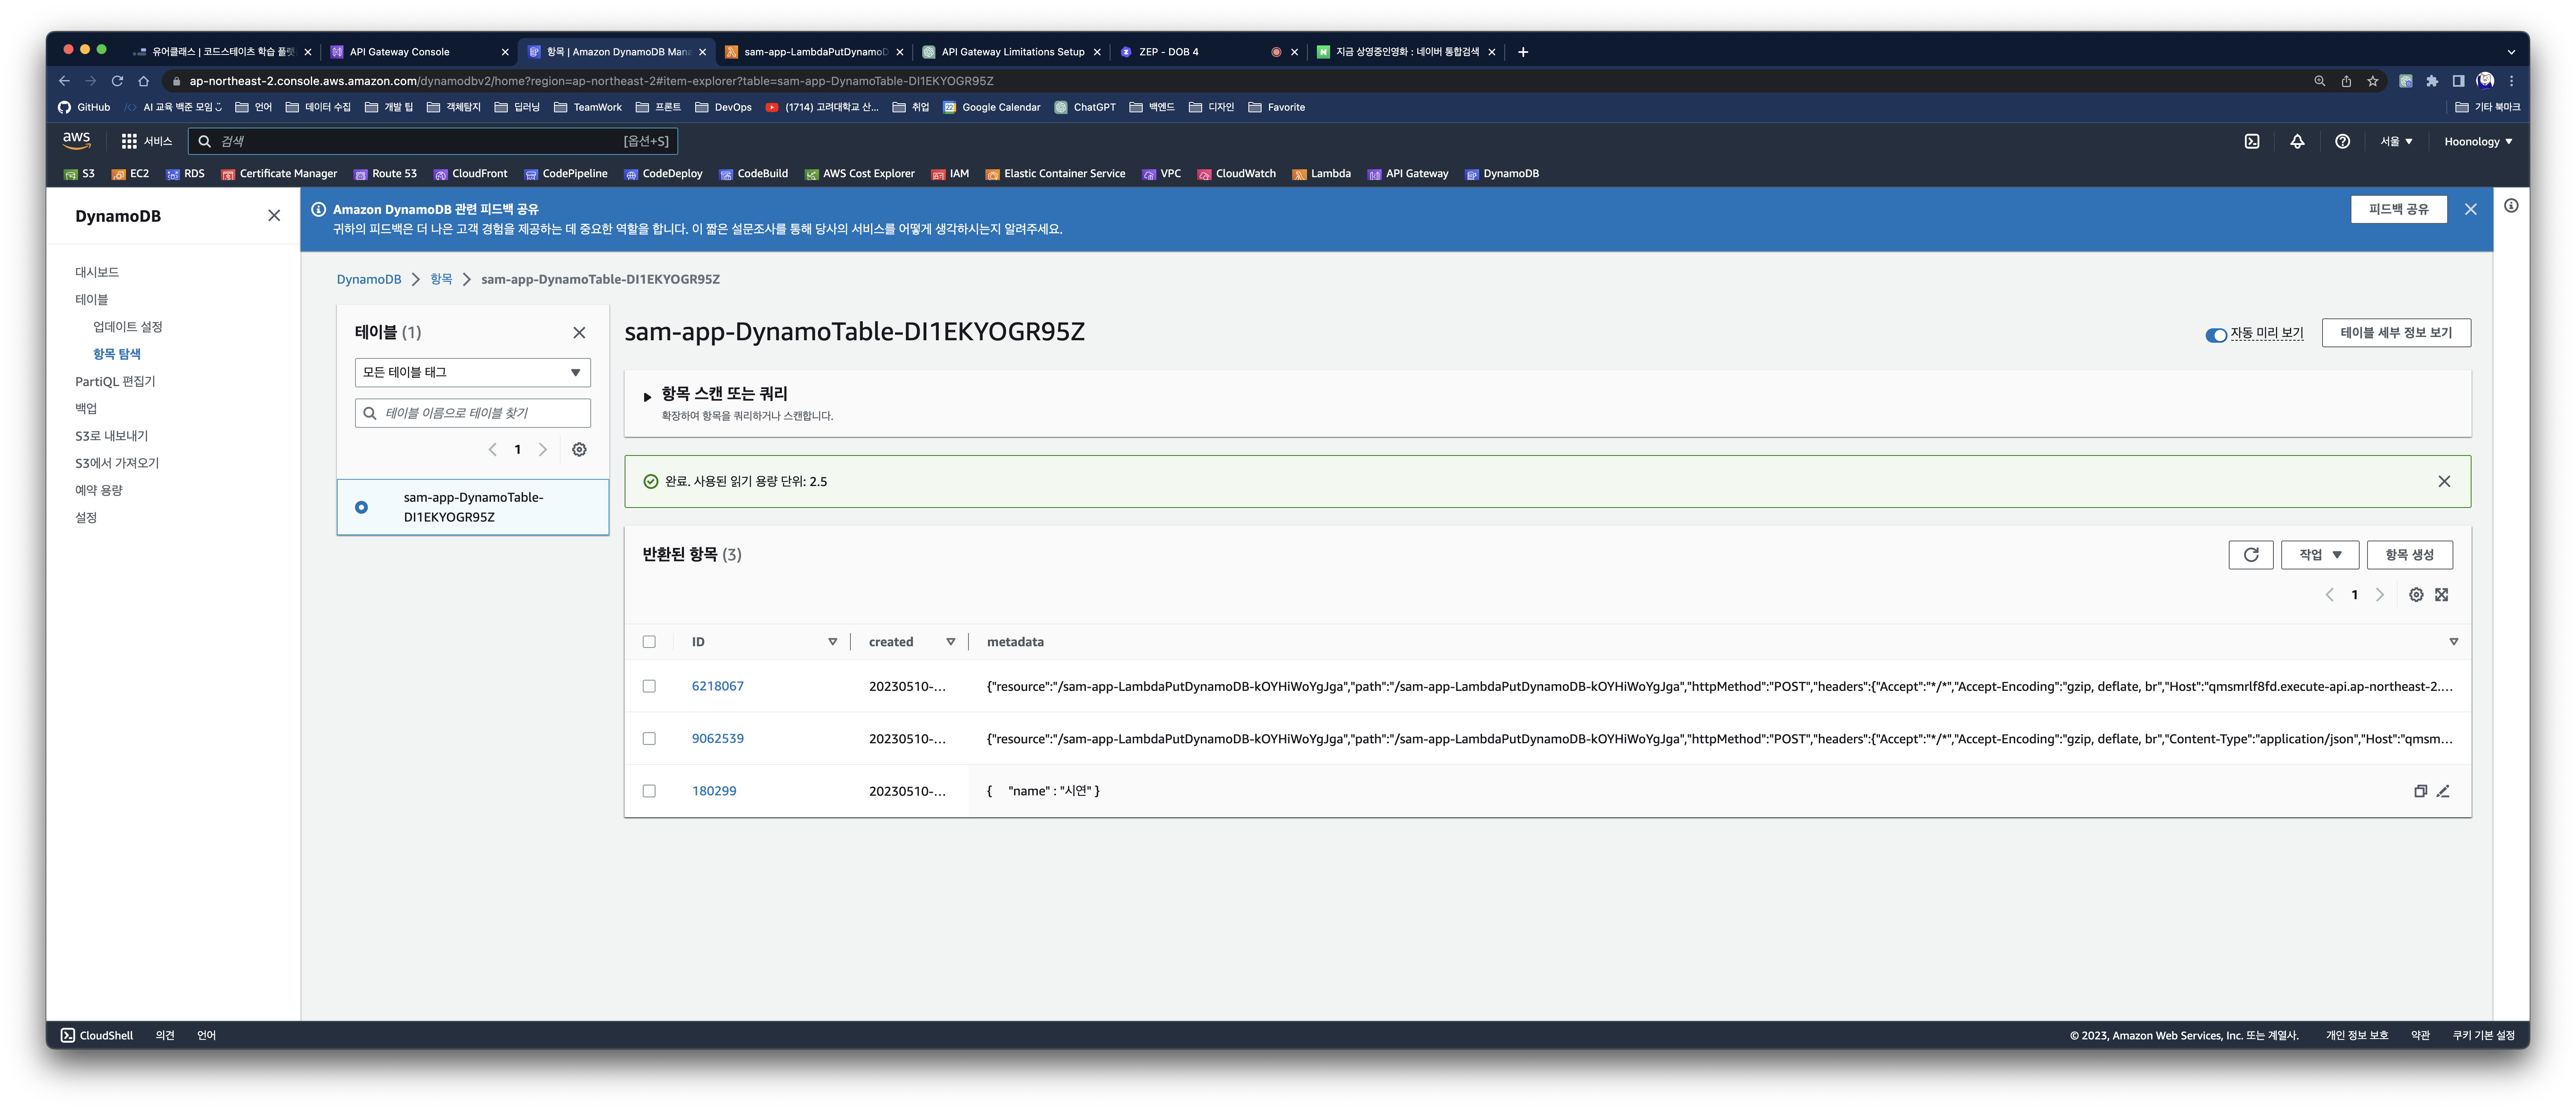 유어클래스 | 코드스테이츠 학습 플랫
API Gateway Console
항목 | Amazon DynamoDB Mana
sam-app-LambdaPutDynamoD
API Gateway Limitations Setup
ZEP - DOB 4
지금 상영중인영화 : 네이버 통합검색
ap-northeast-2.console.aws.amazon.com/dynamodbv2/home?region=ap-northeast-2#item-explorer?table=sam-app-DynamoTable-DI1EKYOGR95Z
GitHub
AI 교육 백준 모임
언어
데이터 수집
개발 팁
객체탐지
딥러닝
TeamWork
프론트
DevOps
(1714) 고려대학교 산...
취업
Google Calendar
ChatGPT
백엔드
디자인
Favorite
기타 북마크
aws
서비스
검색
[옵션+S]
서울
Hoonology
S3
EC2
RDS
Certificate Manager
Route 53
CloudFront
CodePipeline
CodeDeploy
CodeBuild
AWS Cost Explorer
IAM
Elastic Container Service
VPC
CloudWatch
Lambda
API Gateway
DynamoDB
DynamoDB
대시보드
테이블
업데이트 설정
항목 탐색
PartiQL 편집기
백업
S3로 내보내기
S3에서 가져오기
예약 용량
설정
Amazon DynamoDB 관련 피드백 공유
귀하의 피드백은 더 나은 고객 경험을 제공하는 데 중요한 역할을 합니다. 이 짧은 설문조사를 통해 당사의 서비스를 어떻게 생각하시는지 알려주세요.
피드백 공유
DynamoDB
항목
sam-app-DynamoTable-DI1EKYOGR95Z
테이블 (1)
모든 테이블 태그
테이블 이름으로 테이블 찾기
1
sam-app-DynamoTable-
DI1EKYOGR95Z
sam-app-DynamoTable-DI1EKYOGR95Z
자동 미리 보기
테이블 세부 정보 보기
항목 스캔 또는 쿼리
확장하여 항목을 쿼리하거나 스캔합니다.
완료. 사용된 읽기 용량 단위: 2.5
반환된 항목 (3)
작업
항목 생성
1
ID
created
metadata
6218067
20230510-...
{"resource":"/sam-app-LambdaPutDynamoDB-kOYHiWoYgJga","path":"/sam-app-LambdaPutDynamoDB-kOYHiWoYgJga","httpMethod":"POST","headers":{"Accept":"*/*","Accept-Encoding":"gzip, deflate, br","Host":"qmsmrlf8fd.execute-api.ap-northeast-2....
9062539
20230510-...
{"resource":"/sam-app-LambdaPutDynamoDB-kOYHiWoYgJga","path":"/sam-app-LambdaPutDynamoDB-kOYHiWoYgJga","httpMethod":"POST","headers":{"Accept":"*/*","Accept-Encoding":"gzip, deflate, br","Content-Type":"application/json","Host":"qmsm...
180299
20230510-...
{ "name" : "시연" }
CloudShell
의견
언어
© 2023, Amazon Web Services, Inc. 또는 계열사.
개인 정보 보호
약관
쿠키 기본 설정